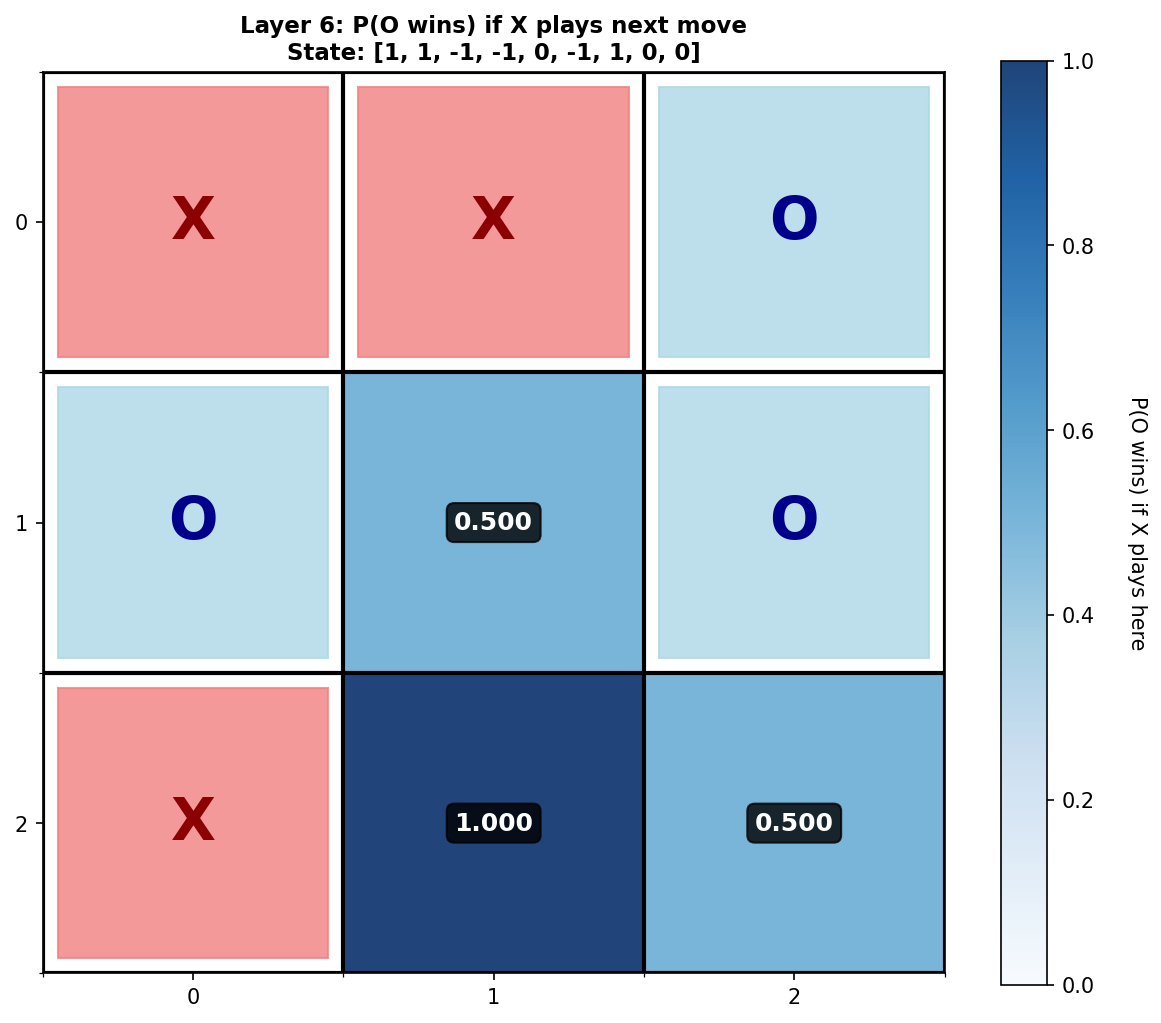 Layer 6: P(O wins) if X plays next move
State: [1, 1, -1, -1, 0, -1, 1, 0, 0]
X X O
O 0.500 O
X 1.000 0.500
0
1
2
0 1 2
1.0
0.8
0.6
0.4
0.2
0.0
P(O wins) if X plays here